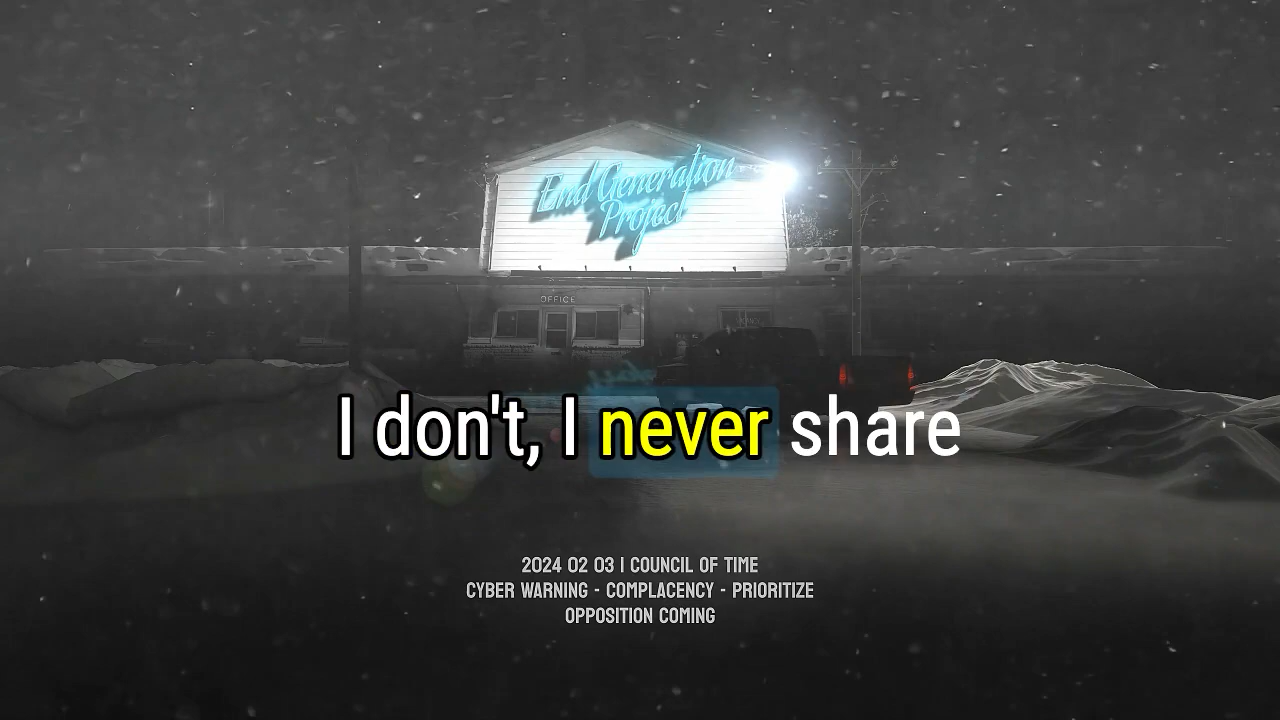 End Generation
Project
OFFICE
I don't, I never share
2024 02 03 | COUNCIL OF TIME
CYBER WARNING - COMPLACENCY - PRIORITIZE
OPPOSITION COMING